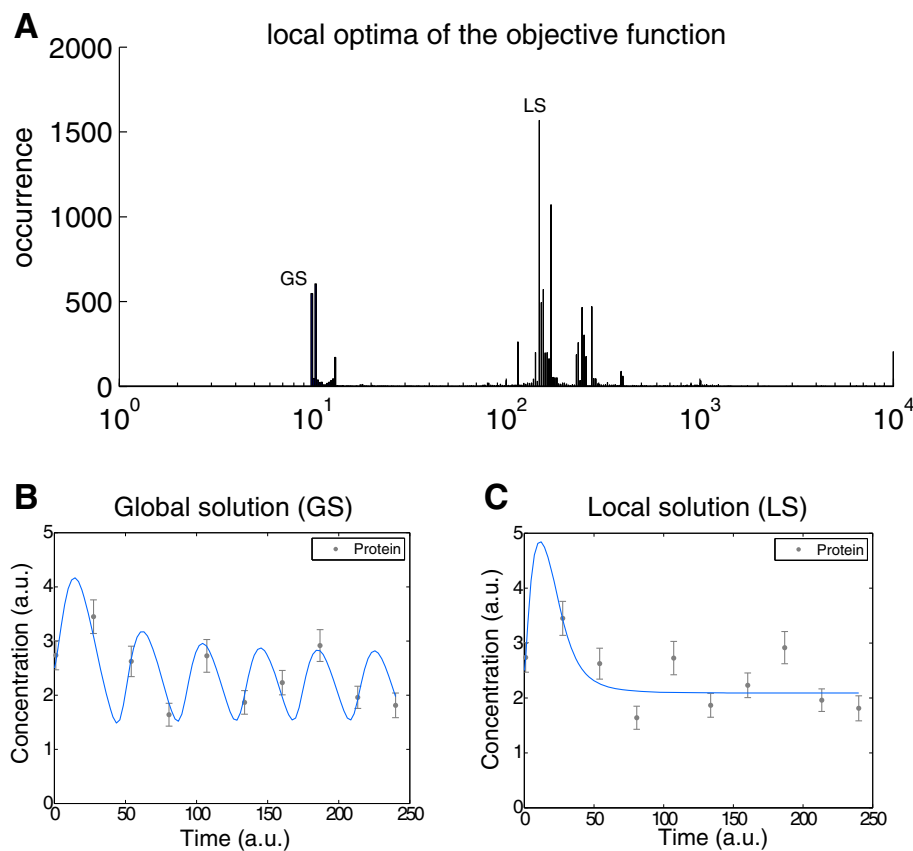 A
local optima of the objective function
2000
1500
1000
500
0
occurrence
GS
LS
10^0
10^1
10^2
10^3
10^4
B
Global solution (GS)
Protein
5
4
3
2
1
0
Concentration (a.u.)
0
50
100
150
200
250
Time (a.u.)
C
Local solution (LS)
Protein
5
4
3
2
1
0
Concentration (a.u.)
0
50
100
150
200
250
Time (a.u.)